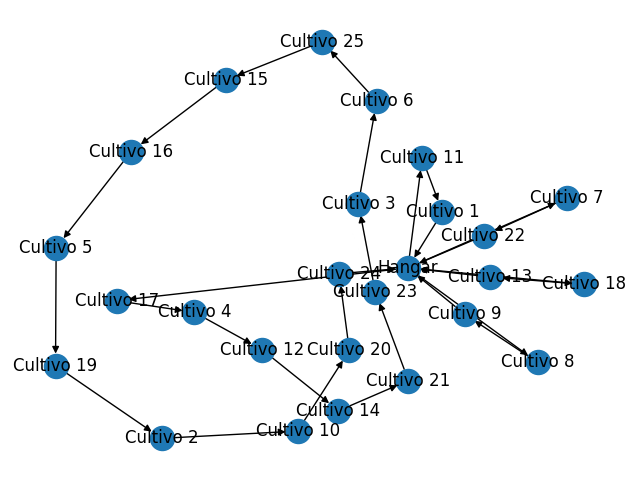 Cultivo 25
Cultivo 15
Cultivo 6
Cultivo 16
Cultivo 11
Cultivo 7
Cultivo 3
Cultivo 1
Cultivo 22
Cultivo 5
Hangar
Cultivo 24
Cultivo 13
Cultivo 18
Cultivo 23
Cultivo 17
Cultivo 4
Cultivo 9
Cultivo 12
Cultivo 20
Cultivo 8
Cultivo 19
Cultivo 21
Cultivo 14
Cultivo 10
Cultivo 2